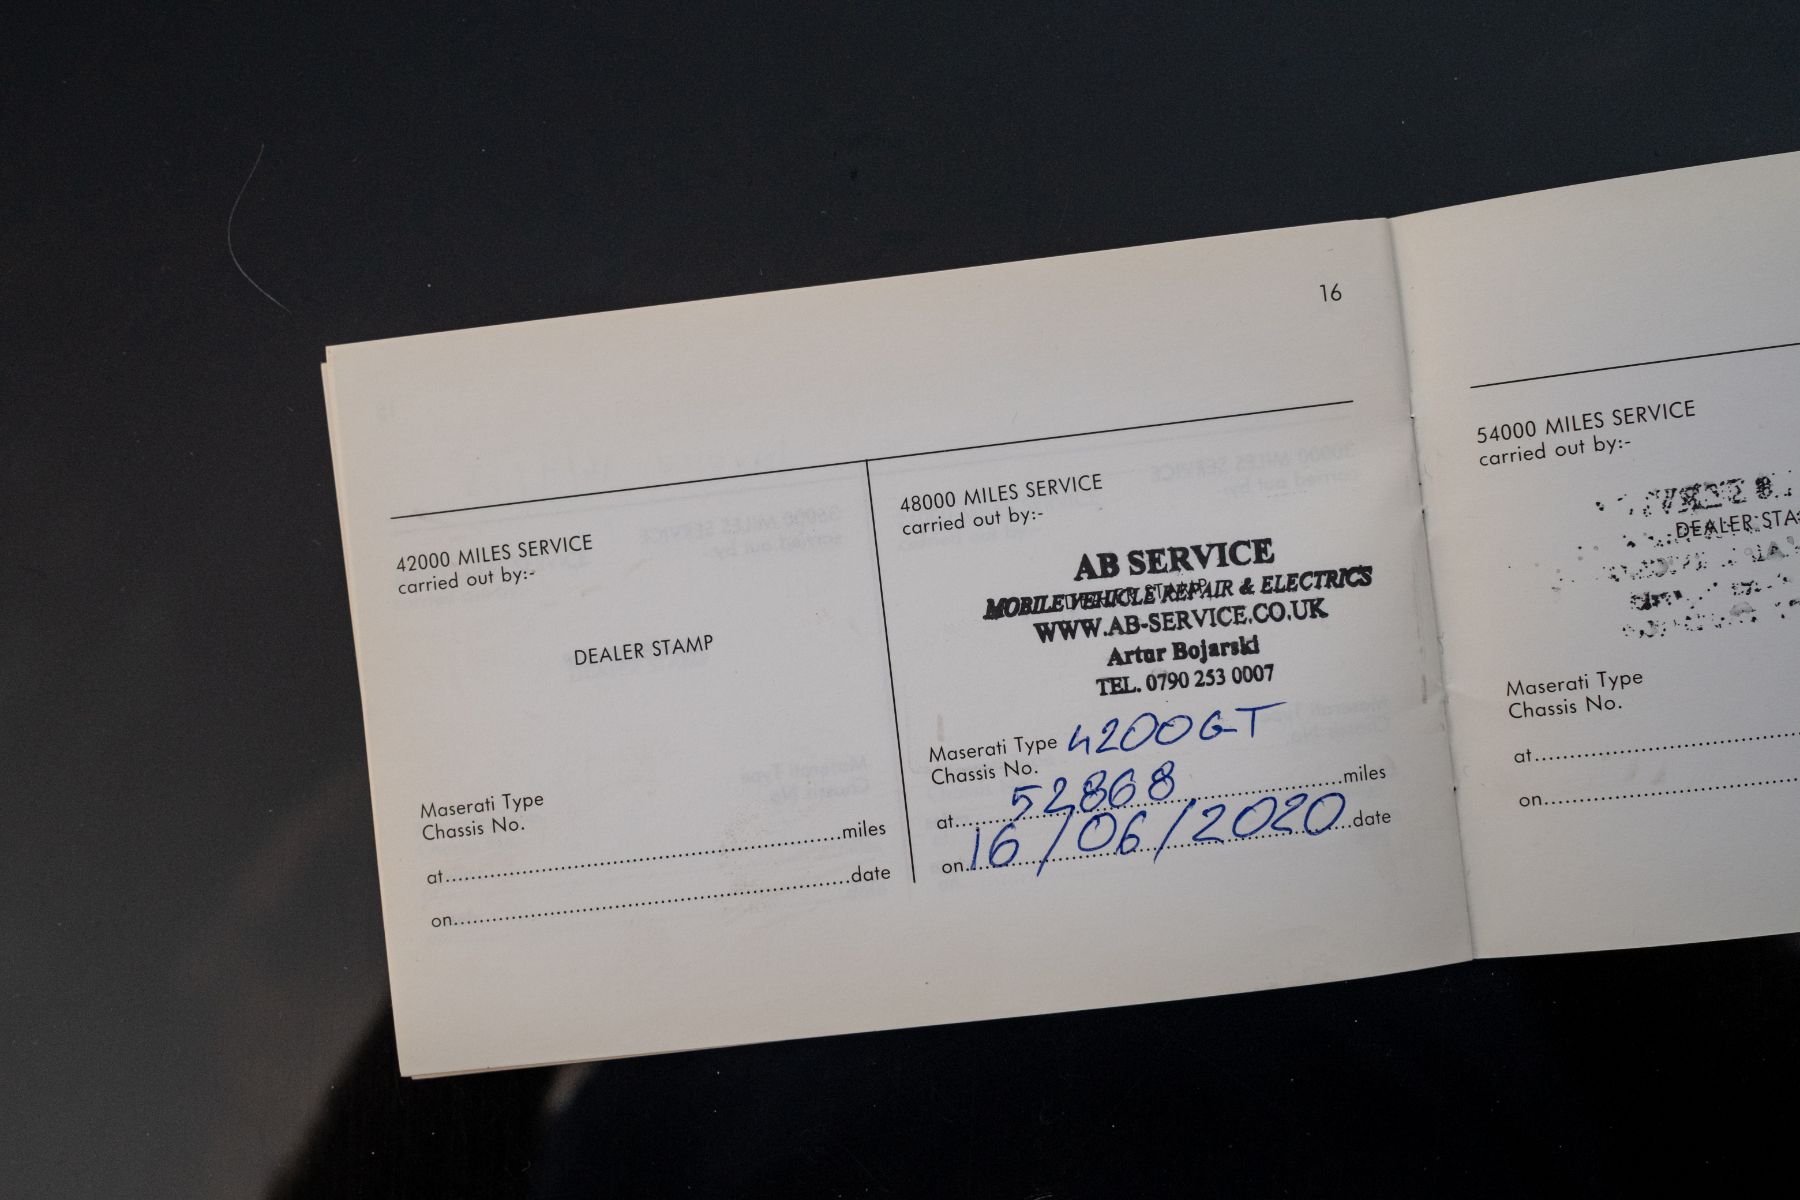 16
42000 MILES SERVICE
carried out by:-
DEALER STAMP
Maserati Type
Chassis No.
at.....miles
on.....date
48000 MILES SERVICE
carried out by:-
DEALER STAMP
AB SERVICE
MOBILE VEHICLE REPAIR & ELECTRICS
WWW.AB-SERVICE.CO.UK
Artur Bojarski
TEL. 0790 253 0007
Maserati Type 4200GT
Chassis No.
at 52868 miles
on 16/06/2020 date
54000 MILES SERVICE
carried out by:-
DEALER STA
Maserati Type
Chassis No.
at.....
on.....